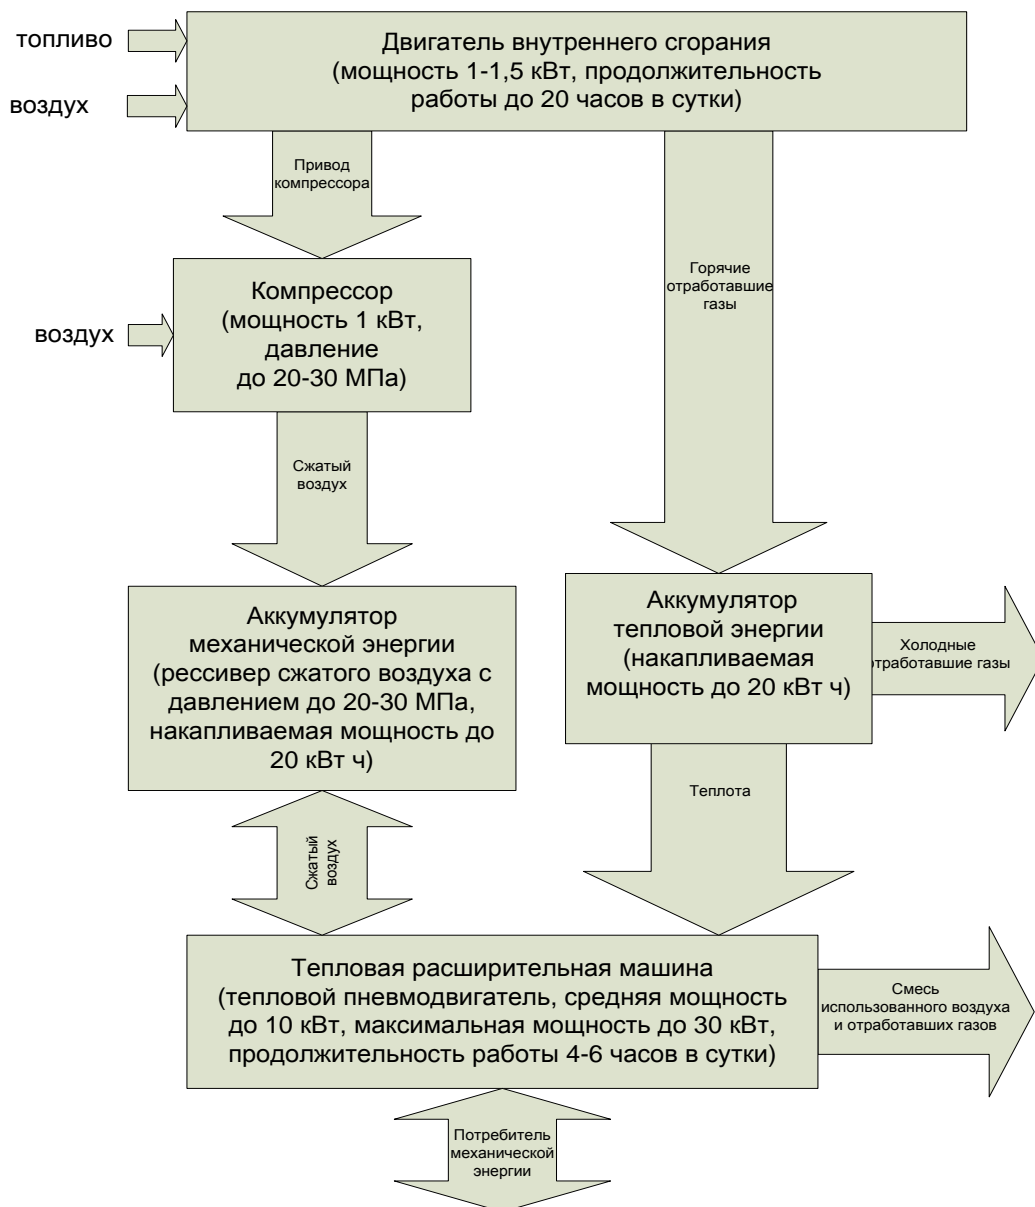 топливо
воздух
Двигатель внутреннего сгорания
(мощность 1-1,5 кВт, продолжительность
работы до 20 часов в сутки)
Привод
компрессора
Горячие
отработавшие
газы
воздух
Компрессор
(мощность 1 кВт,
давление
до 20-30 МПа)
Сжатый
воздух
Аккумулятор
механической энергии
(рессивер сжатого воздуха с
давлением до 20-30 МПа,
накапливаемая мощность до
20 кВт ч)
Аккумулятор
тепловой энергии
(накапливаемая
мощность до 20 кВт ч)
Холодные
отработавшие газы
Сжатый
воздух
Теплота
Тепловая расширительная машина
(тепловой пневмодвигатель, средняя мощность
до 10 кВт, максимальная мощность до 30 кВт,
продолжительность работы 4-6 часов в сутки)
Смесь
использованного воздуха
и отработавших газов
Потребитель
механической
энергии